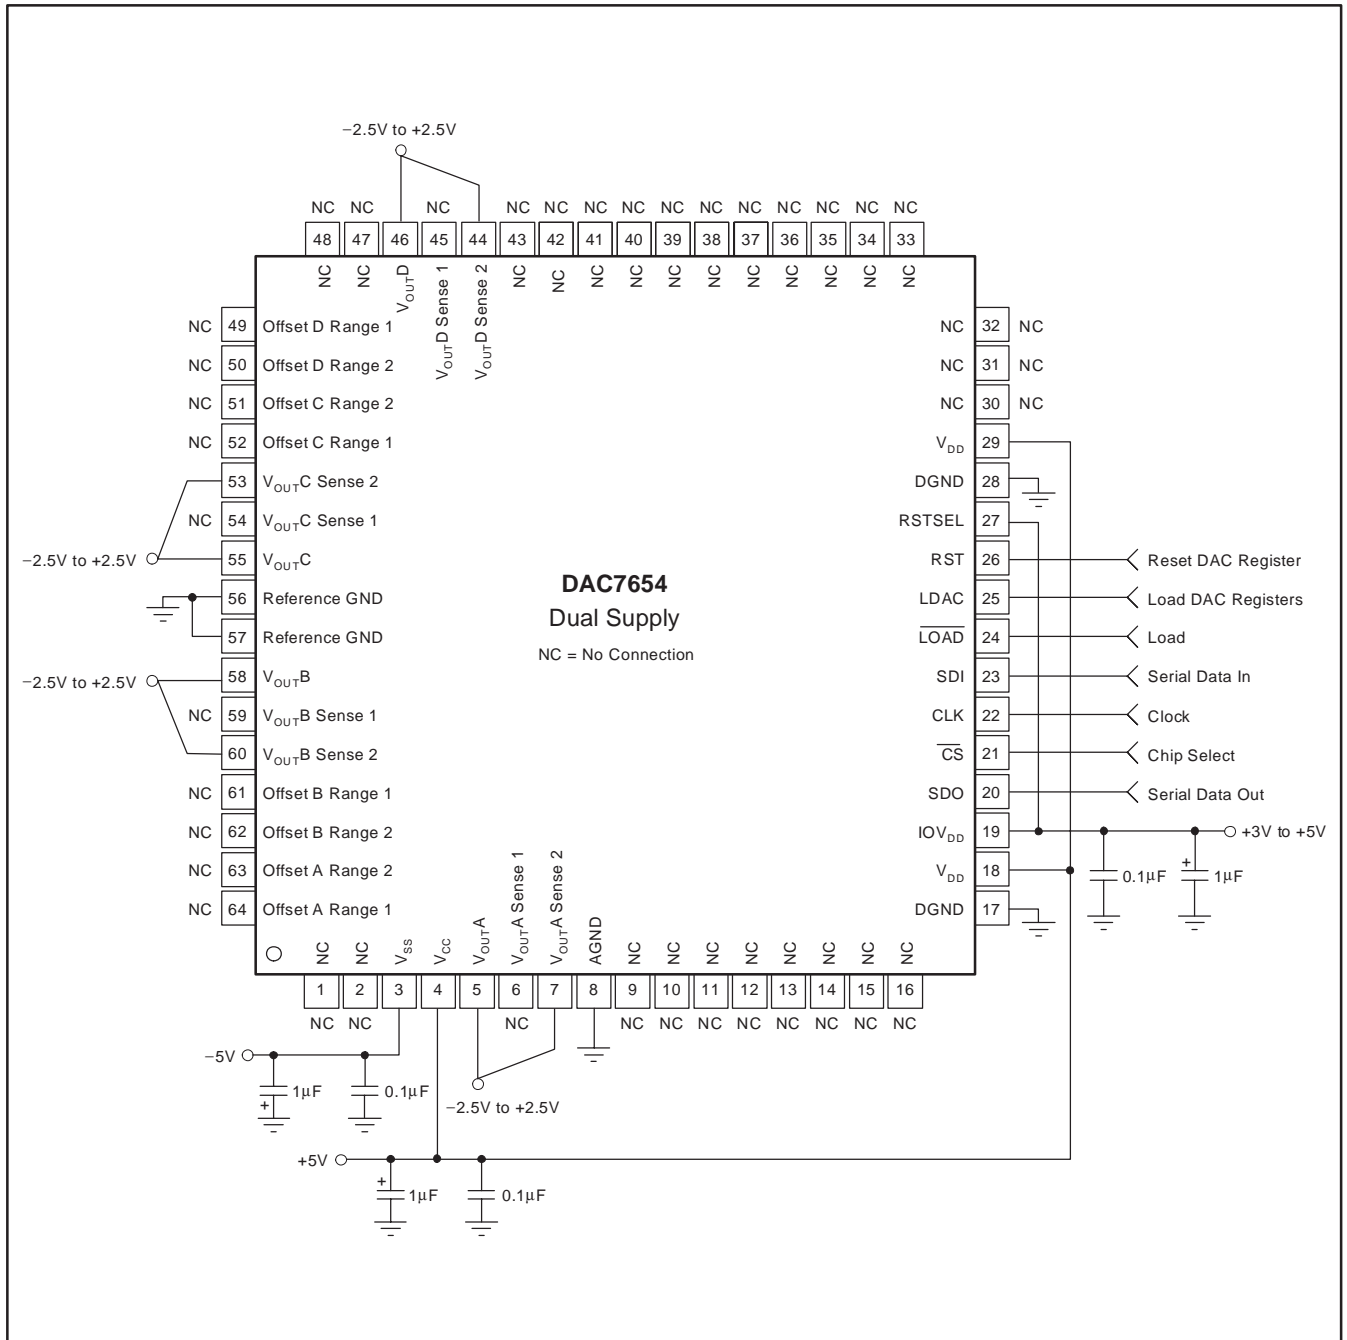 −2.5V to +2.5V
NC NC NC NC NC NC NC NC NC NC NC NC NC NC
48 47 46 45 44 43 42 41 40 39 38 37 36 35 34 33
NC NC VOUTD VOUTD Sense 1 VOUTD Sense 2 NC NC NC NC NC NC NC NC NC NC NC
NC 49 Offset D Range 1
NC 50 Offset D Range 2
NC 51 Offset C Range 2
NC 52 Offset C Range 1
53 VOUTC Sense 2
NC 54 VOUTC Sense 1
−2.5V to +2.5V 55 VOUTC
56 Reference GND
57 Reference GND
−2.5V to +2.5V 58 VOUTB
NC 59 VOUTB Sense 1
60 VOUTB Sense 2
NC 61 Offset B Range 1
NC 62 Offset B Range 2
NC 63 Offset A Range 2
NC 64 Offset A Range 1
DAC7654
Dual Supply
NC = No Connection
NC 32 NC
NC 31 NC
NC 30 NC
VDD 29
DGND 28
RSTSEL 27
RST 26 Reset DAC Register
LDAC 25 Load DAC Registers
LOAD 24 Load
SDI 23 Serial Data In
CLK 22 Clock
CS 21 Chip Select
SDO 20 Serial Data Out
IOVDD 19 +3V to +5V
VDD 18 0.1µF + 1µF
DGND 17
NC NC VSS VCC VOUTA VOUTA Sense 1 VOUTA Sense 2 AGND NC NC NC NC NC NC NC NC
1 2 3 4 5 6 7 8 9 10 11 12 13 14 15 16
NC NC NC NC NC NC NC NC NC NC NC
−5V
1µF + 0.1µF
−2.5V to +2.5V
+5V
+ 1µF 0.1µF